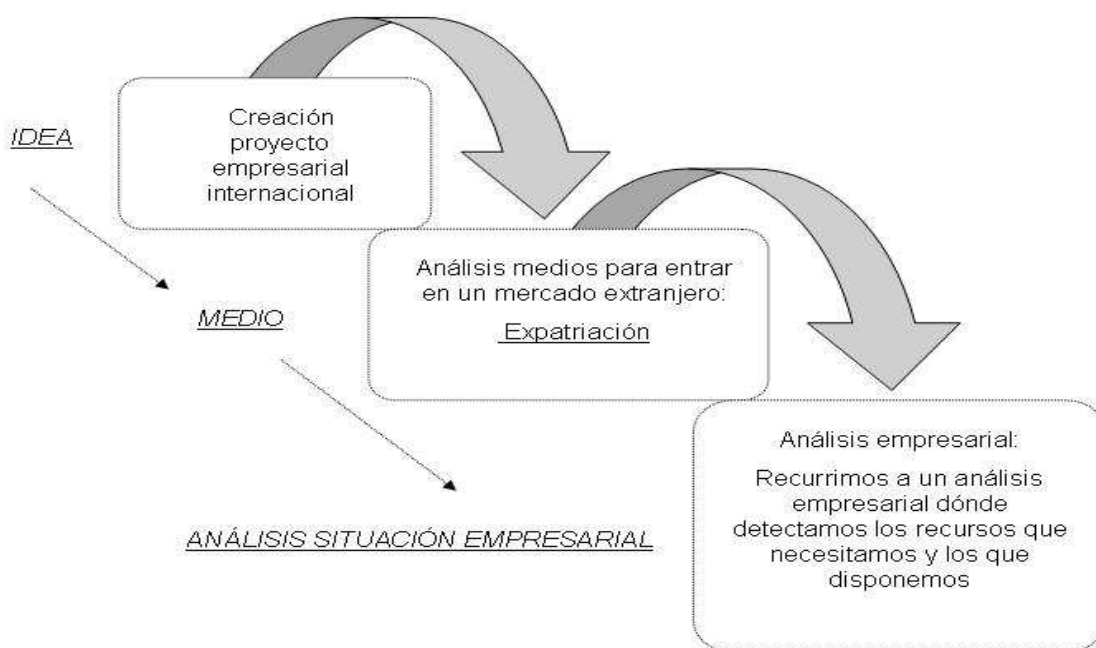 IDEA
Creación
proyecto
empresarial
internacional
MEDIO
Análisis medios para entrar
en un mercado extranjero:
Expatriación
ANÁLISIS SITUACIÓN EMPRESARIAL
Análisis empresarial:
Recurrimos a un análisis
empresarial dónde
detectamos los recursos que
necesitamos y los que
disponemos